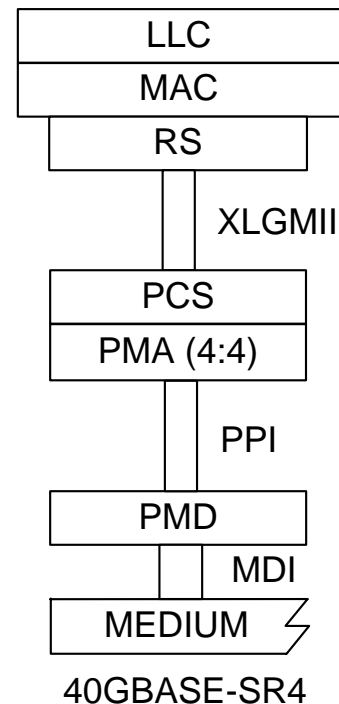 LLC
MAC
RS
XLGMII
PCS
PMA (4:4)
PPI
PMD
MDI
MEDIUM
40GBASE-SR4